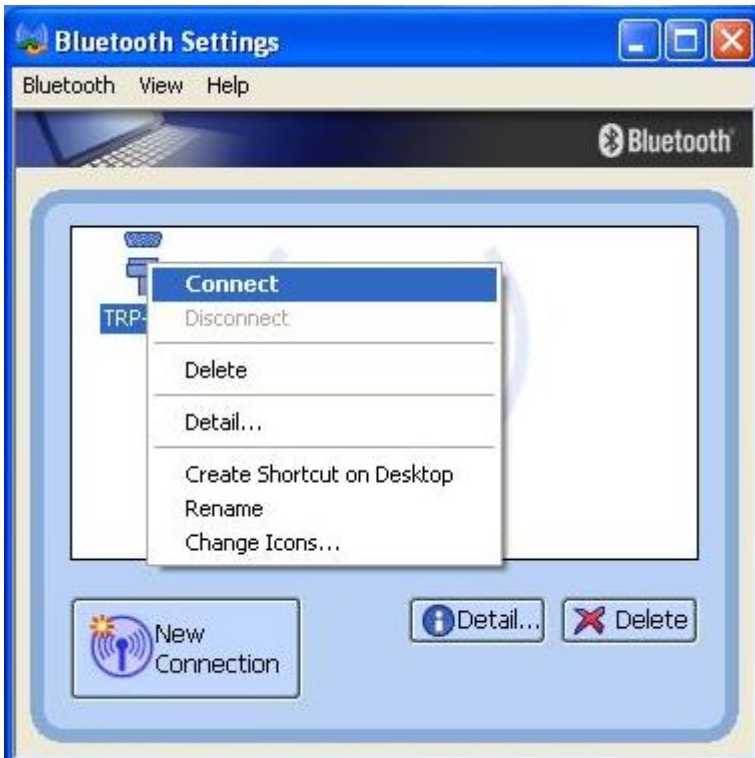 Bluetooth Settings
Bluetooth View Help
Bluetooth
Connect
TRP-
Disconnect
Delete
Detail...
Create Shortcut on Desktop
Rename
Change Icons...
New
Connection
Detail...
Delete